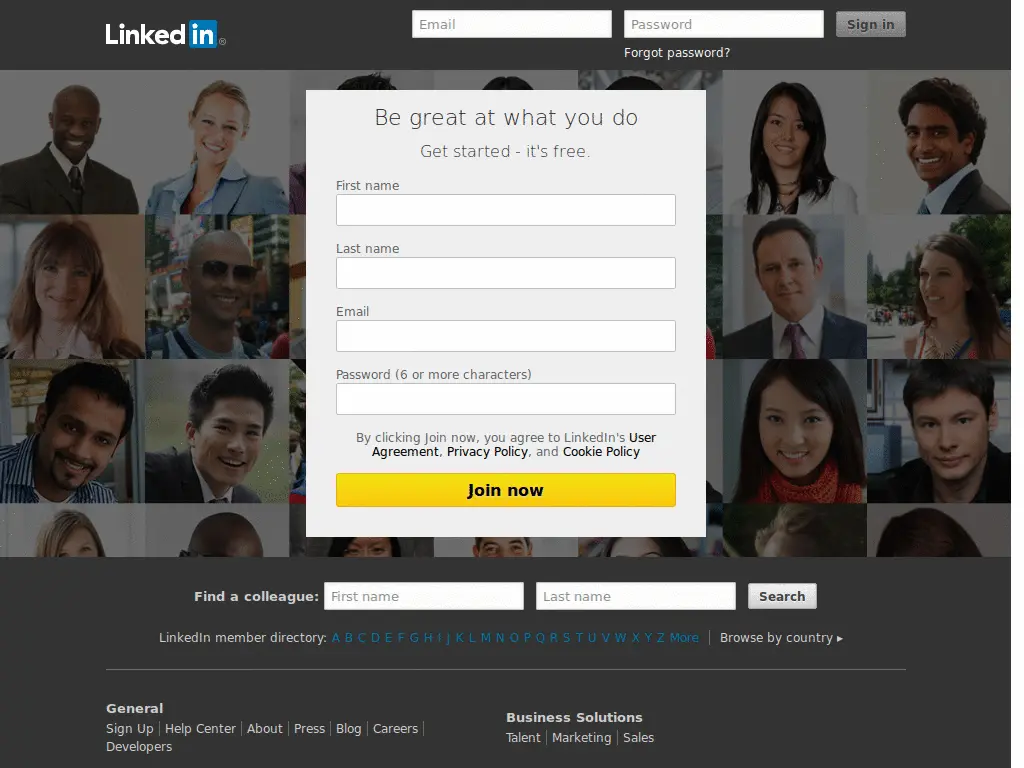 Linked in ®
Email
Password
Sign in
Forgot password?
Be great at what you do
Get started - it's free.
First name
Last name
Email
Password (6 or more characters)
By clicking Join now, you agree to LinkedIn's User
Agreement, Privacy Policy, and Cookie Policy
Join now
Find a colleague: First name Last name Search
LinkedIn member directory: A B C D E F G H I J K L M N O P Q R S T U V W X Y Z More | Browse by country ▸
General
Sign Up | Help Center | About | Press | Blog | Careers |
Developers
Business Solutions
Talent | Marketing | Sales